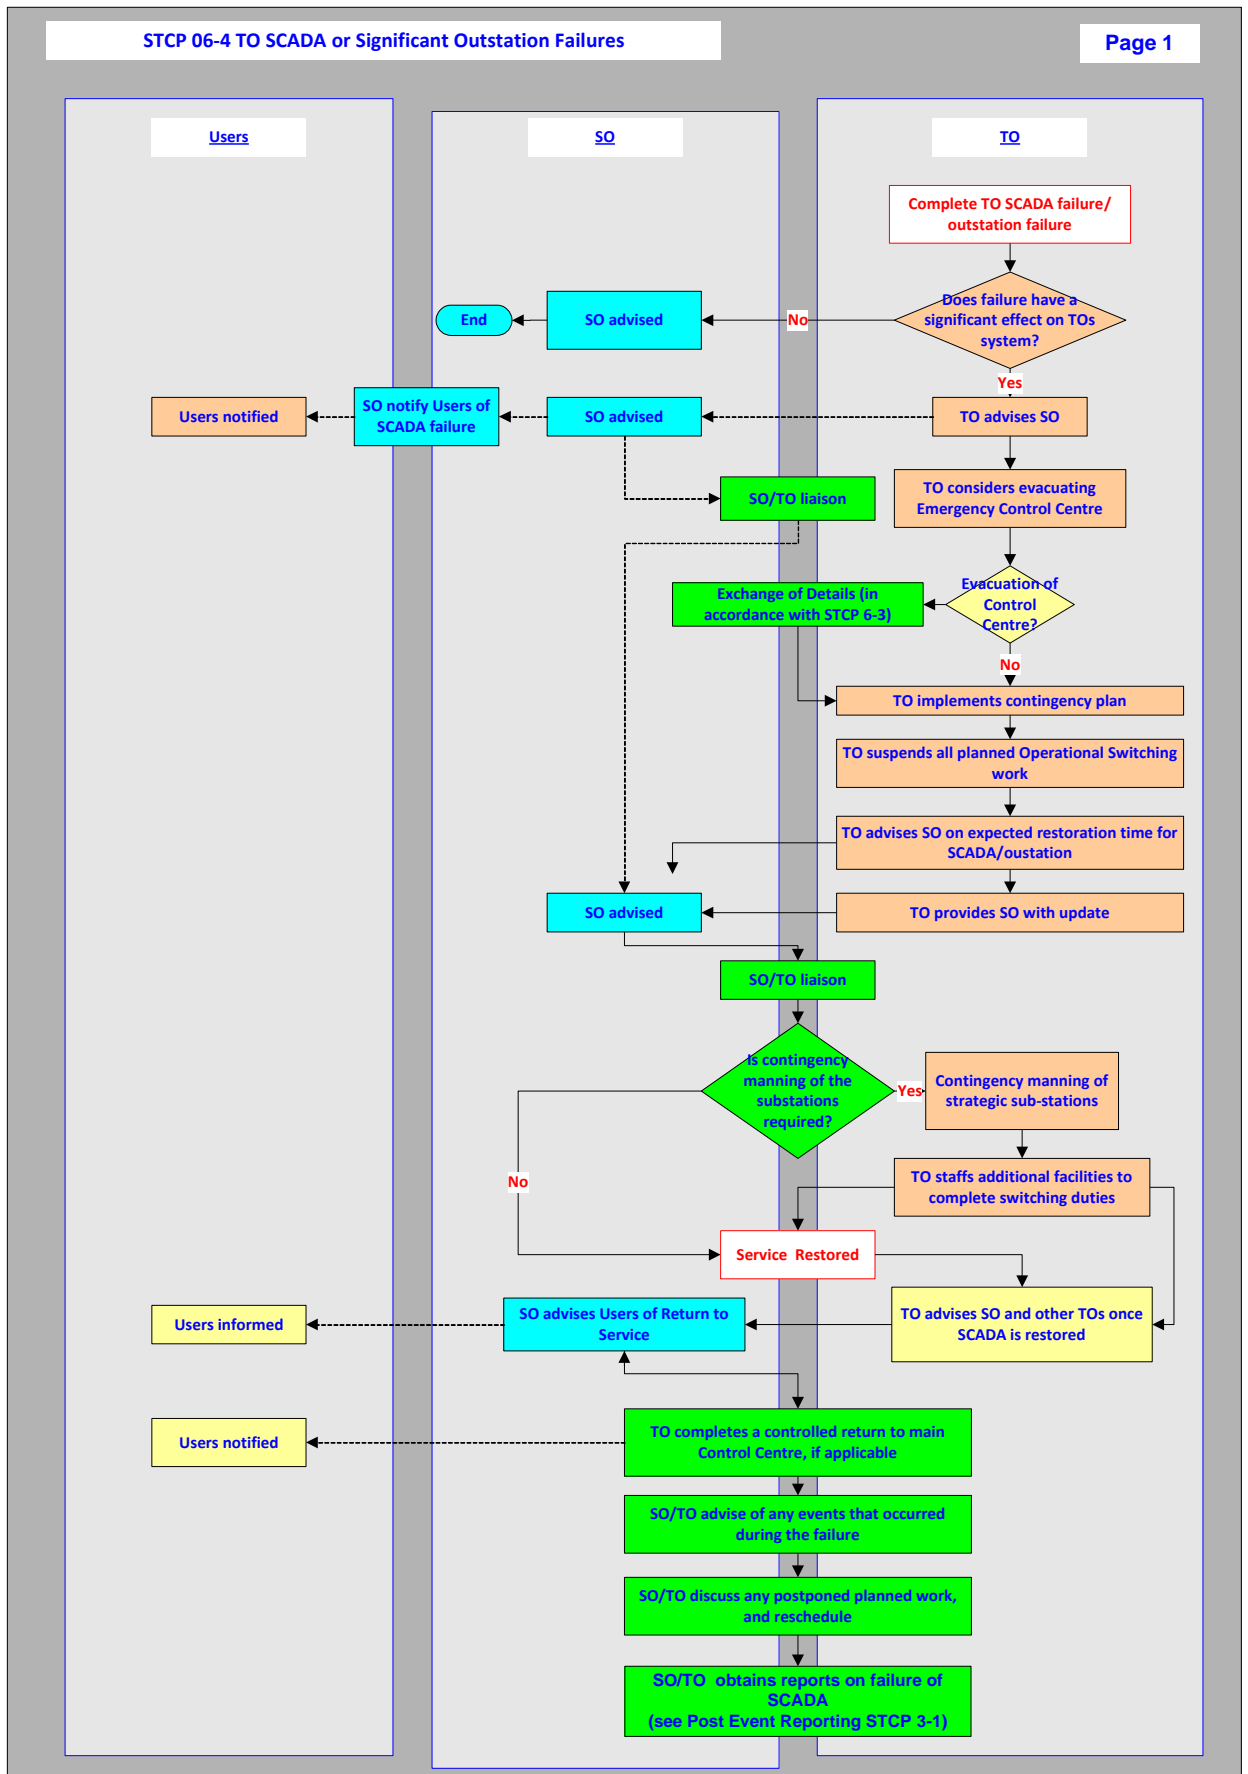 STCP 06-4 TO SCADA or Significant Outstation Failures
Page 1
Users
SO
TO
Complete TO SCADA failure/
outstation failure
Does failure have a
significant effect on TOs
system?
No
SO advised
End
Yes
TO advises SO
SO advised
SO notify Users of
SCADA failure
Users notified
SO/TO liaison
TO considers evacuating
Emergency Control Centre
Evacuation of
Control
Centre?
Exchange of Details (in
accordance with STCP 6-3)
No
TO implements contingency plan
TO suspends all planned Operational Switching
work
TO advises SO on expected restoration time for
SCADA/oustation
SO advised
TO provides SO with update
SO/TO liaison
Is contingency
manning of the
substations
required?
Yes
Contingency manning of
strategic sub-stations
No
TO staffs additional facilities to
complete switching duties
Service  Restored
TO advises SO and other TOs once
SCADA is restored
SO advises Users of Return to
Service
Users informed
TO completes a controlled return to main
Control Centre, if applicable
Users notified
SO/TO advise of any events that occurred
during the failure
SO/TO discuss any postponed planned work,
and reschedule
SO/TO  obtains reports on failure of
SCADA
(see Post Event Reporting STCP 3-1)